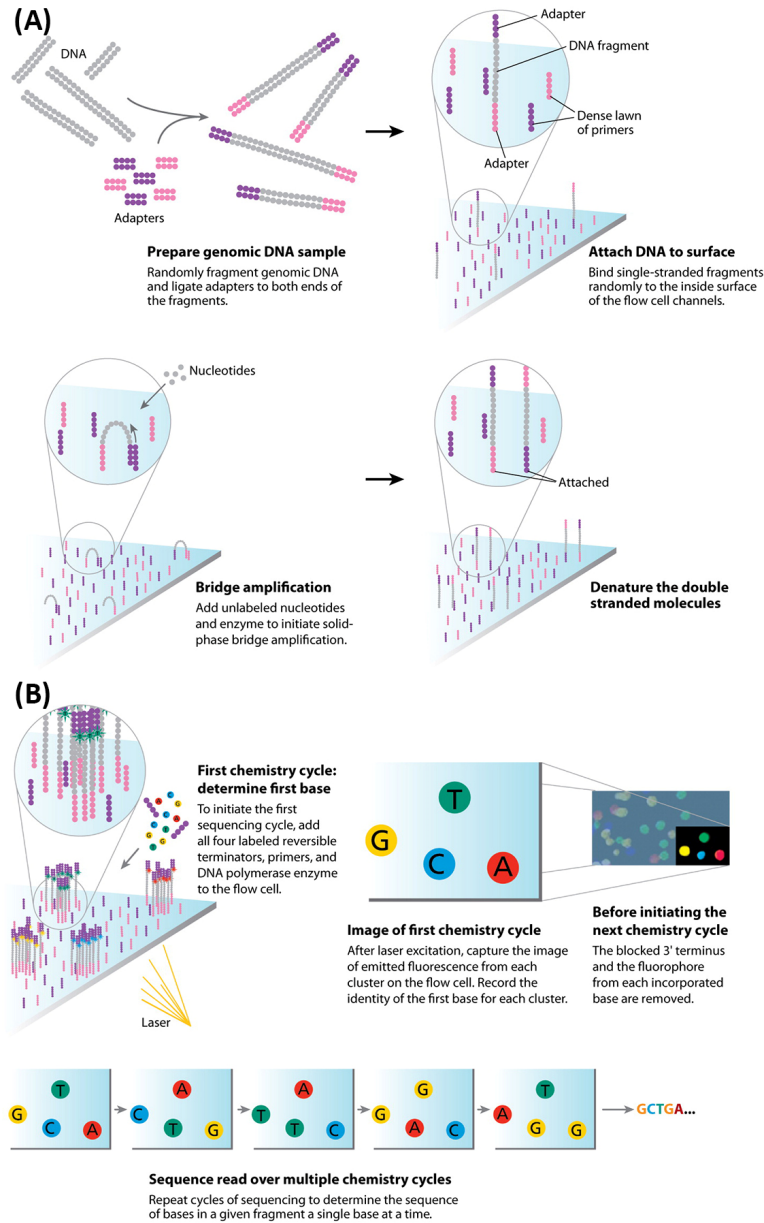 (A)
DNA
Adapters
Prepare genomic DNA sample
Randomly fragment genomic DNA
and ligate adapters to both ends of
the fragments.
Adapter
DNA fragment
Dense lawn
of primers
Adapter
Attach DNA to surface
Bind single-stranded fragments
randomly to the inside surface
of the flow cell channels.
Nucleotides
Bridge amplification
Add unlabeled nucleotides
and enzyme to initiate solid-
phase bridge amplification.
Attached
Denature the double
stranded molecules
(B)
First chemistry cycle:
determine first base
To initiate the first
sequencing cycle, add
all four labeled reversible
terminators, primers, and
DNA polymerase enzyme
to the flow cell.
Laser
T
G
C
A
Image of first chemistry cycle
After laser excitation, capture the image
of emitted fluorescence from each
cluster on the flow cell. Record the
identity of the first base for each cluster.
Before initiating the
next chemistry cycle
The blocked 3' terminus
and the fluorophore
from each incorporated
base are removed.
T
G
C
A
A
C
T
G
A
T
T
C
G
G
A
C
T
A
G
G
GCTGA...
Sequence read over multiple chemistry cycles
Repeat cycles of sequencing to determine the sequence
of bases in a given fragment a single base at a time.